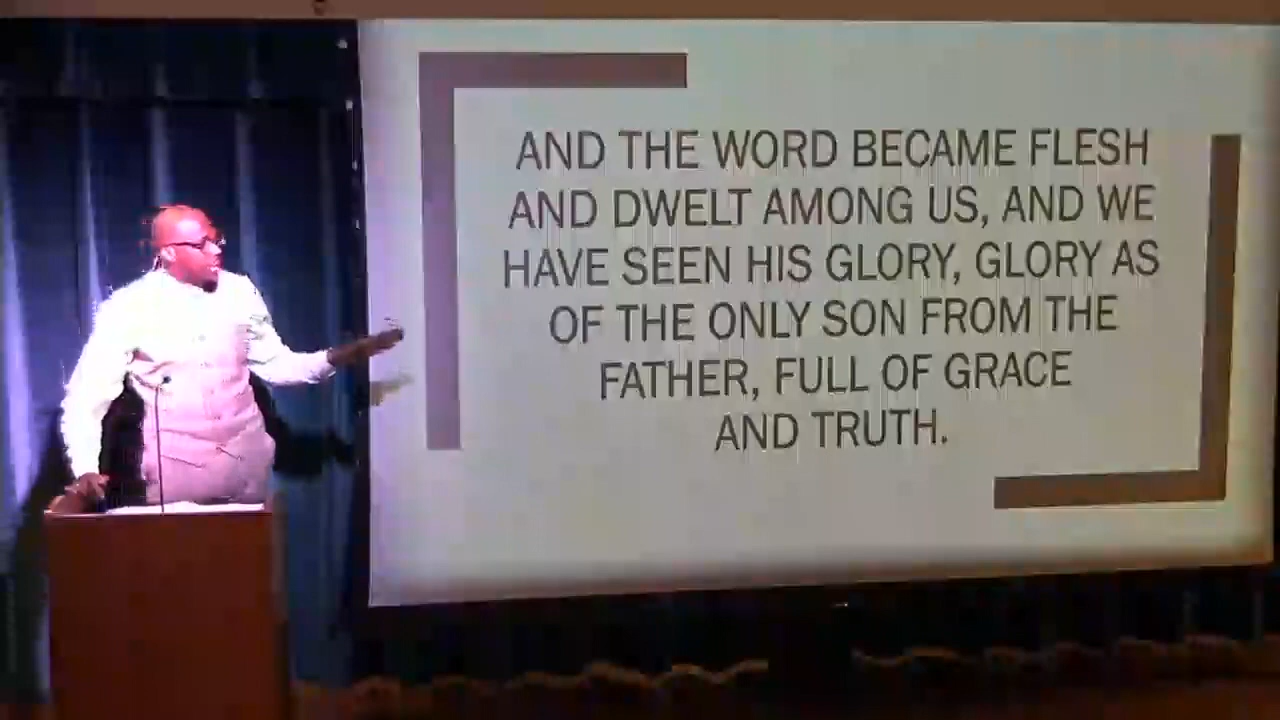 AND THE WORD BECAME FLESH
AND DWELT AMONG US, AND WE
HAVE SEEN HIS GLORY, GLORY AS
OF THE ONLY SON FROM THE
FATHER, FULL OF GRACE
AND TRUTH.